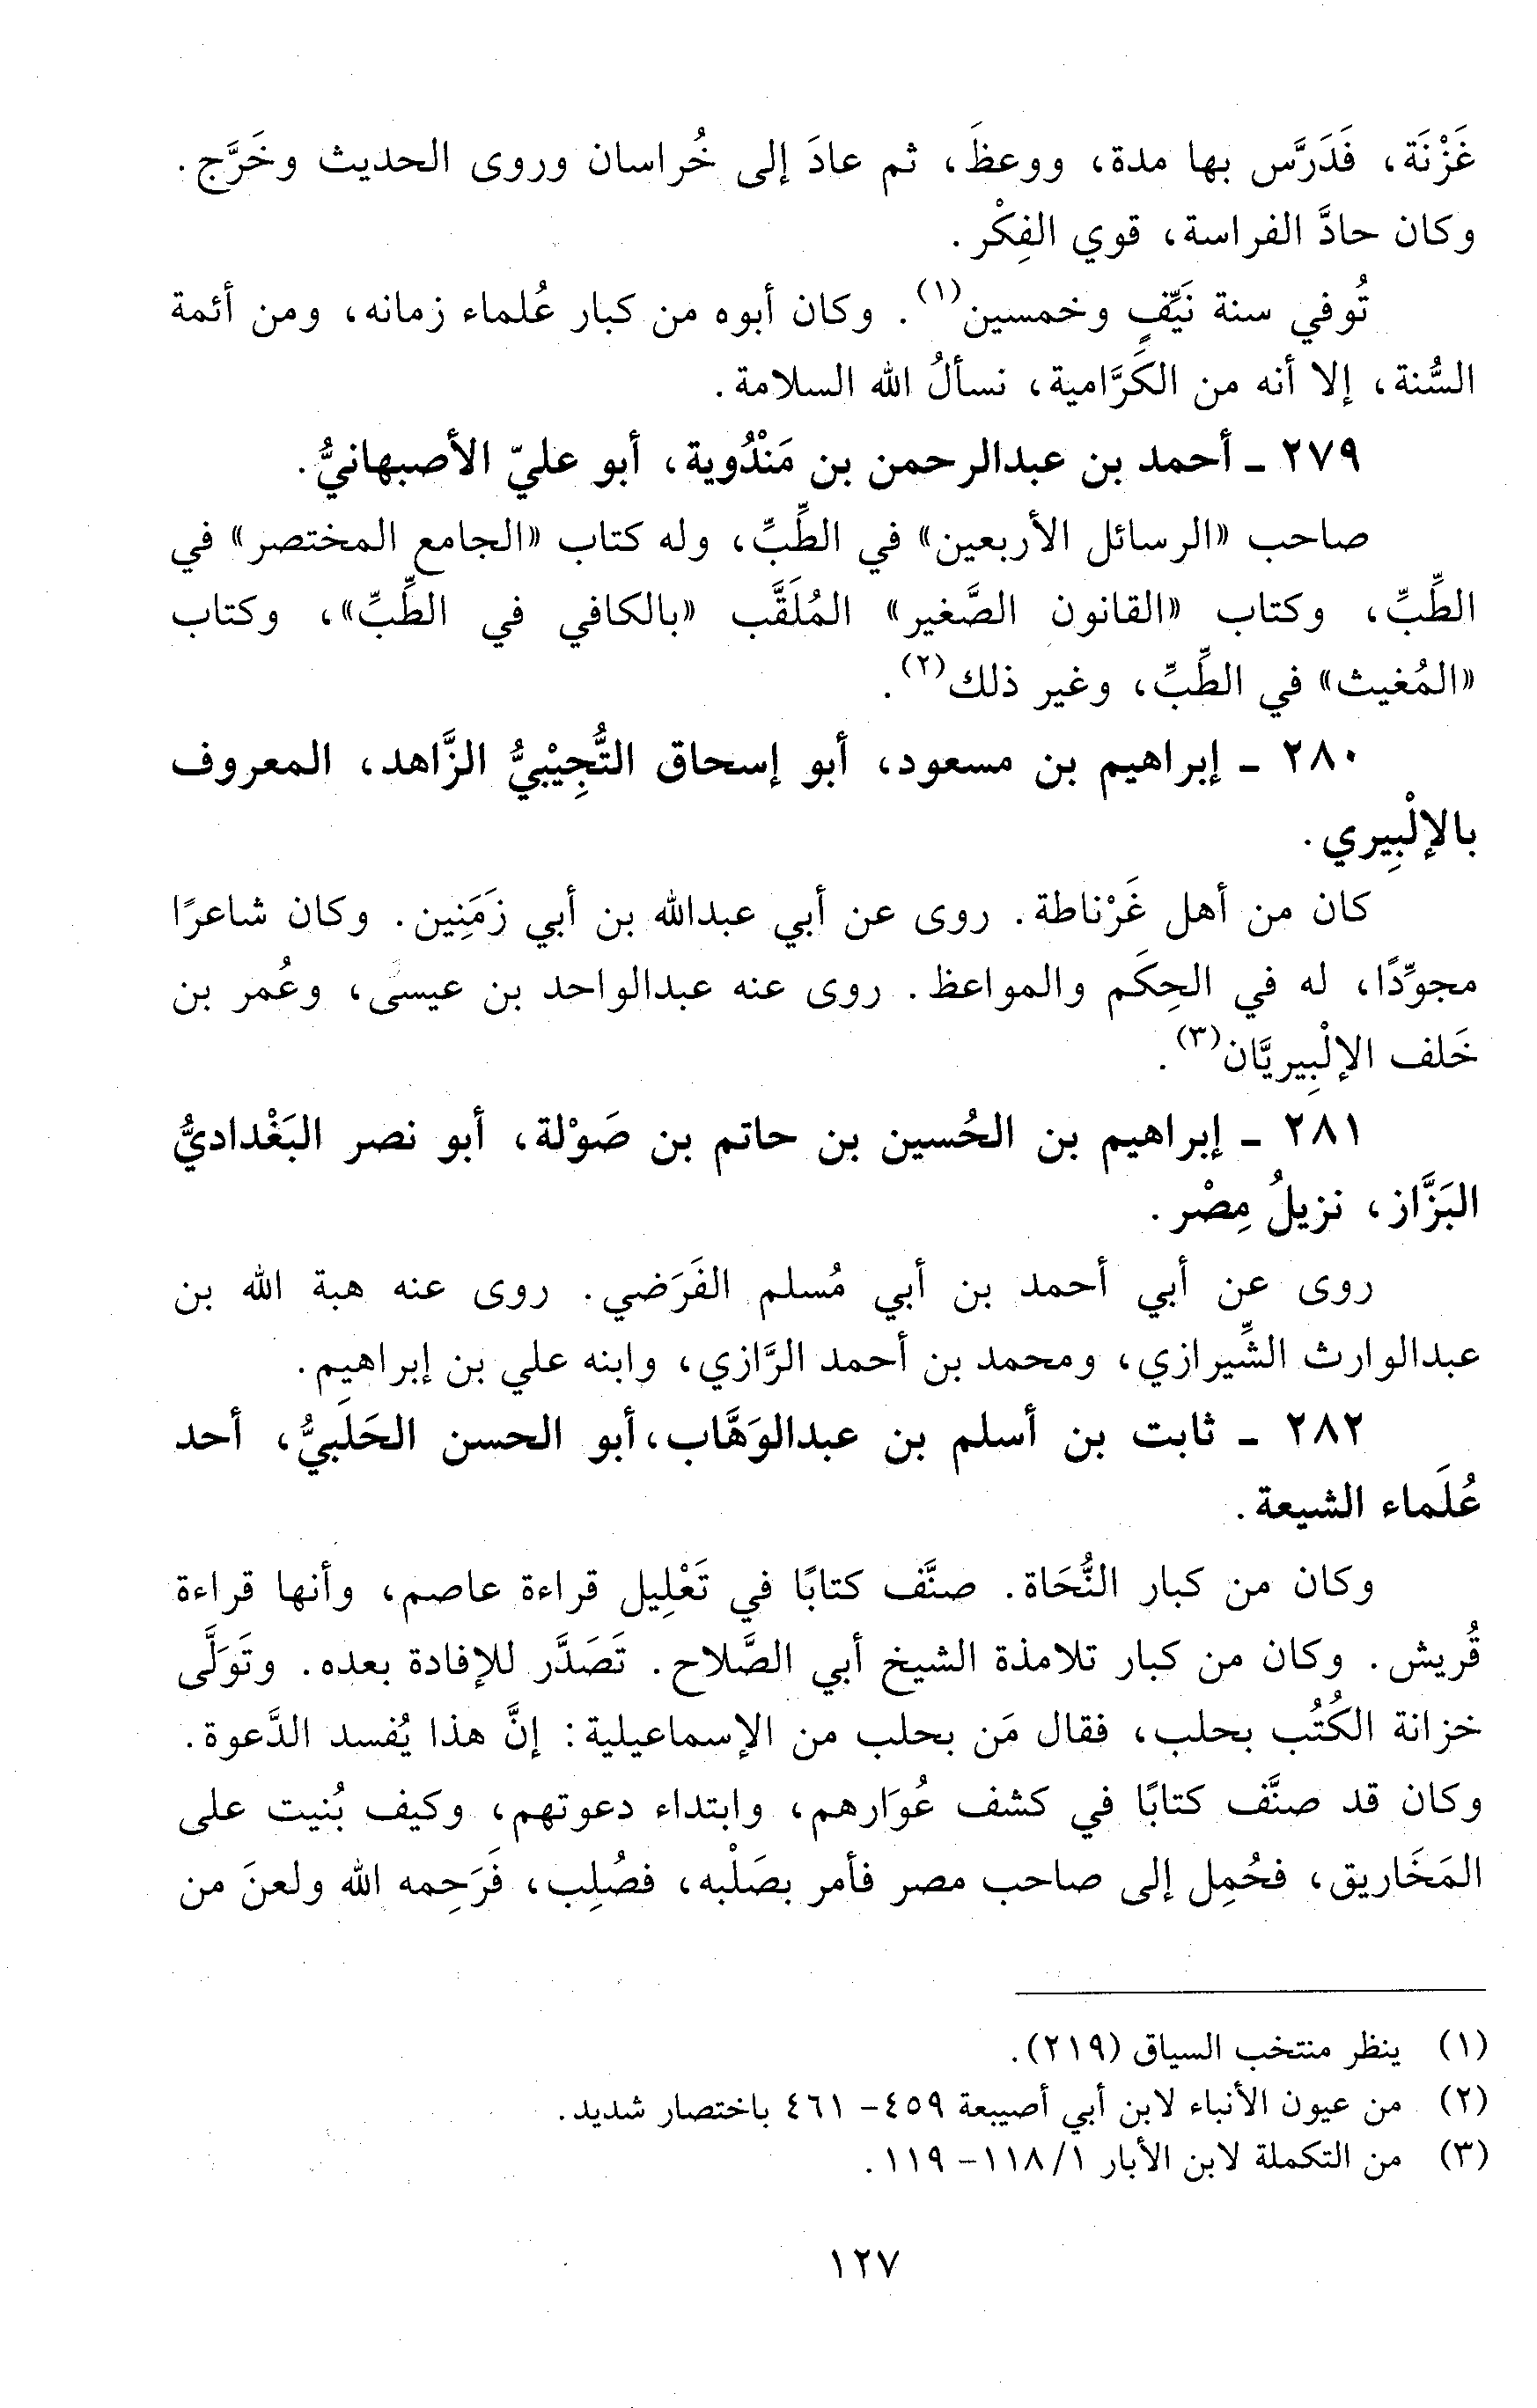 غَزْنَة، فَدَرَّس بها مدة، ووعظَ، ثم عادَ إلى خُراسان وروى الحديث وخَرَّج.
وكان حادَّ الفراسة، قوي الفِكْر.
تُوفي سنة نَيِّفٍ وخمسين(١). وكان أبوه من كبار عُلماء زمانه، ومن أئمة
السُّنة، إلا أنه من الكَرَّامية، نسألُ الله السلامة.
٢٧٩ ـ أحمد بن عبدالرحمن بن مَنْدُوية، أبو عليّ الأصبهانيُّ.
صاحب «الرسائل الأربعين» في الطِّبِّ، وله كتاب «الجامع المختصر» في
الطِّبِّ، وكتاب «القانون الصَّغير» المُلَقَّب «بالكافي في الطِّبِّ»، وكتاب
«المُغيث» في الطِّبِّ، وغير ذلك(٢).
٢٨٠ ـ إبراهيم بن مسعود، أبو إسحاق التُّجِيْبيُّ الزَّاهد، المعروف
بالإلْبِيري.
كان من أهل غَرْناطة. روى عن أبي عبدالله بن أبي زَمَنِين. وكان شاعرًا
مجوِّدًا، له في الحِكَم والمواعظ. روى عنه عبدالواحد بن عيسى، وعُمر بن
خَلف الإلْبِيريَّان(٣).
٢٨١ ـ إبراهيم بن الحُسين بن حاتم بن صَوْلة، أبو نصر البَغْداديُّ
البَزَّاز، نزيلُ مِصْر.
روى عن أبي أحمد بن أبي مُسلم الفَرَضي. روى عنه هبة الله بن
عبدالوارث الشِّيرازي، ومحمد بن أحمد الرَّازي، وابنه علي بن إبراهيم.
٢٨٢ ـ ثابت بن أسلم بن عبدالوَهَّاب، أبو الحسن الحَلَبيُّ، أحد
عُلَماء الشيعة.
وكان من كبار النُّحَاة. صنَّف كتابًا في تَعْلِيل قراءة عاصم، وأنها قراءة
قُريش. وكان من كبار تلامذة الشيخ أبي الصَّلاح. تَصَدَّر للإفادة بعده. وتَوَلَّى
خزانة الكُتُب بحلب، فقال مَن بحلب من الإسماعيلية: إنَّ هذا يُفسد الدَّعوة.
وكان قد صنَّف كتابًا في كشف عُوَارهم، وابتداء دعوتهم، وكيف بُنيت على
المَخَاريق، فحُمِل إلى صاحب مصر فأمر بصَلْبه، فصُلِب، فَرَحِمه الله ولعنَ من
(١) ينظر منتخب السياق (٢١٩).
(٢) من عيون الأنباء لابن أبي أصيبعة ٤٥٩- ٤٦١ باختصار شديد.
(٣) من التكملة لابن الأبار ١/ ١١٨- ١١٩.
١٢٧